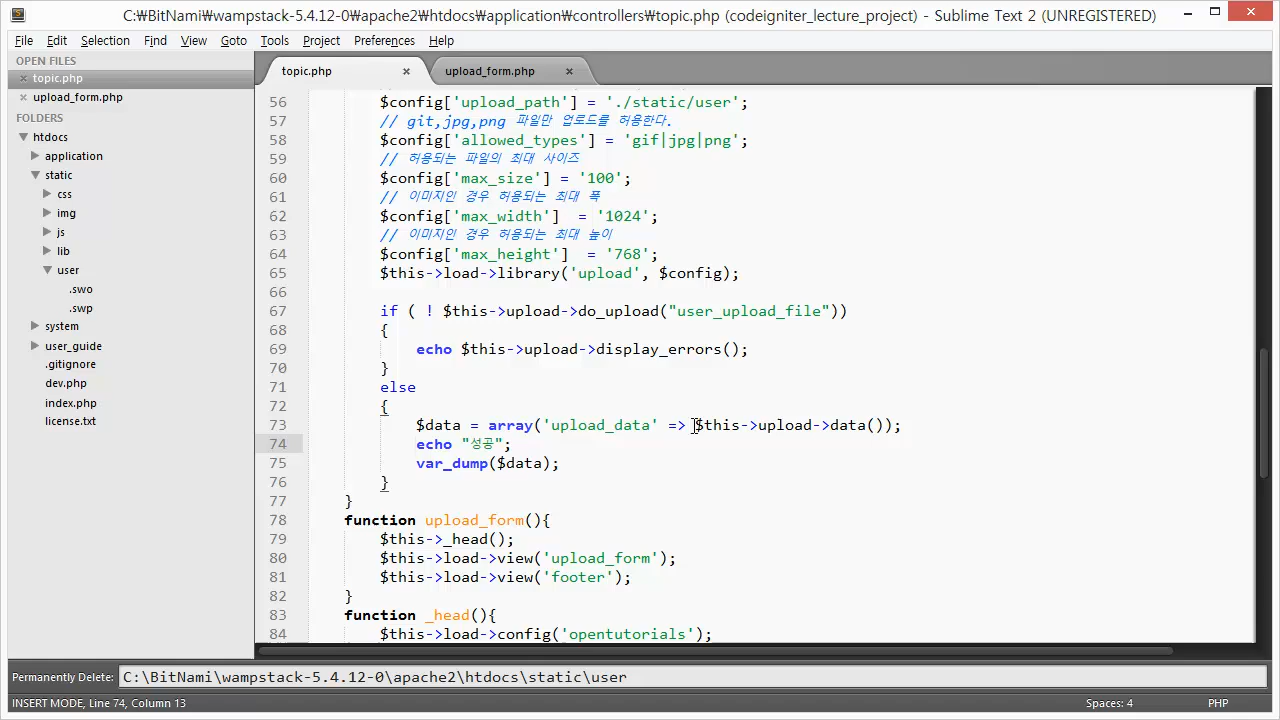 C:₩BitNami₩wampstack-5.4.12-0₩apache2₩htdocs₩application₩controllers₩topic.php (codeigniter_lecture_project) - Sublime Text 2 (UNREGISTERED)
File Edit Selection Find View Goto Tools Project Preferences Help
OPEN FILES
topic.php
upload_form.php
FOLDERS
htdocs
application
static
css
img
js
lib
user
.swo
.swp
system
user_guide
.gitignore
dev.php
index.php
license.txt
topic.php
upload_form.php
56 $config['upload_path'] = './static/user';
57 // git,jpg,png 파일만 업로드를 허용한다.
58 $config['allowed_types'] = 'gif|jpg|png';
59 // 허용되는 파일의 최대 사이즈
60 $config['max_size'] = '100';
61 // 이미지인 경우 허용되는 최대 폭
62 $config['max_width']  = '1024';
63 // 이미지인 경우 허용되는 최대 높이
64 $config['max_height']  = '768';
65 $this->load->library('upload', $config);
66
67 if ( ! $this->upload->do_upload("user_upload_file"))
68 {
69 echo $this->upload->display_errors();
70 }
71 else
72 {
73 $data = array('upload_data' => $this->upload->data());
74 echo "성공";
75 var_dump($data);
76 }
77 }
78 function upload_form(){
79 $this->_head();
80 $this->load->view('upload_form');
81 $this->load->view('footer');
82 }
83 function _head(){
84 $this->load->config('opentutorials');
Permanently Delete: C:\BitNami\wampstack-5.4.12-0\apache2\htdocs\static\user
INSERT MODE, Line 74, Column 13 Spaces: 4 PHP